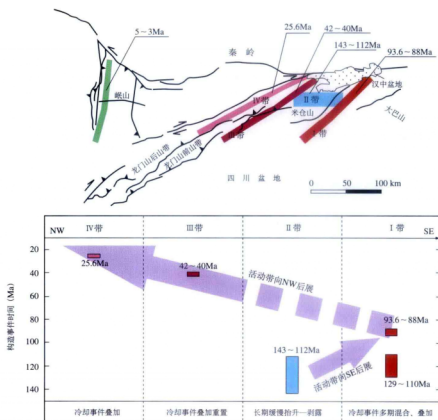 5～3Ma
25.6Ma
42～40Ma
143～112Ma
93.6～88Ma
秦岭
岷山
汉中盆地
IV带
II带
III带
I带
米仓山
大巴山
龙门山后山带
龙门山前山带
四川盆地
0 50 100 km
NW IV带 III带 II带 I带 SE
构造事件时间（Ma）
20
40
60
80
100
120
140
25.6Ma
42～40Ma
活动带向NW后展
93.6～88Ma
143～112Ma
活动带向SE后展
129～110Ma
冷却事件叠加 冷却事件叠加重置 长期缓慢抬升—剥露 冷却事件多期混合、叠加